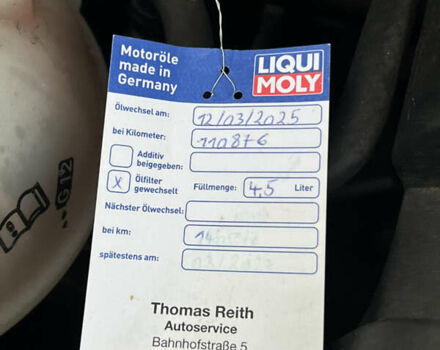 Motoröle
made in
Germany
LIQUI
MOLY
Ölwechsel am: 12/03/2025
bei Kilometer: 110876
Additiv
beigegeben:
X Ölfilter
gewechselt Füllmenge: 4,5 Liter
Nächster Ölwechsel:
bei km:
spätestens am:
Thomas Reith
Autoservice
Bahnhofstraße 5
G 12